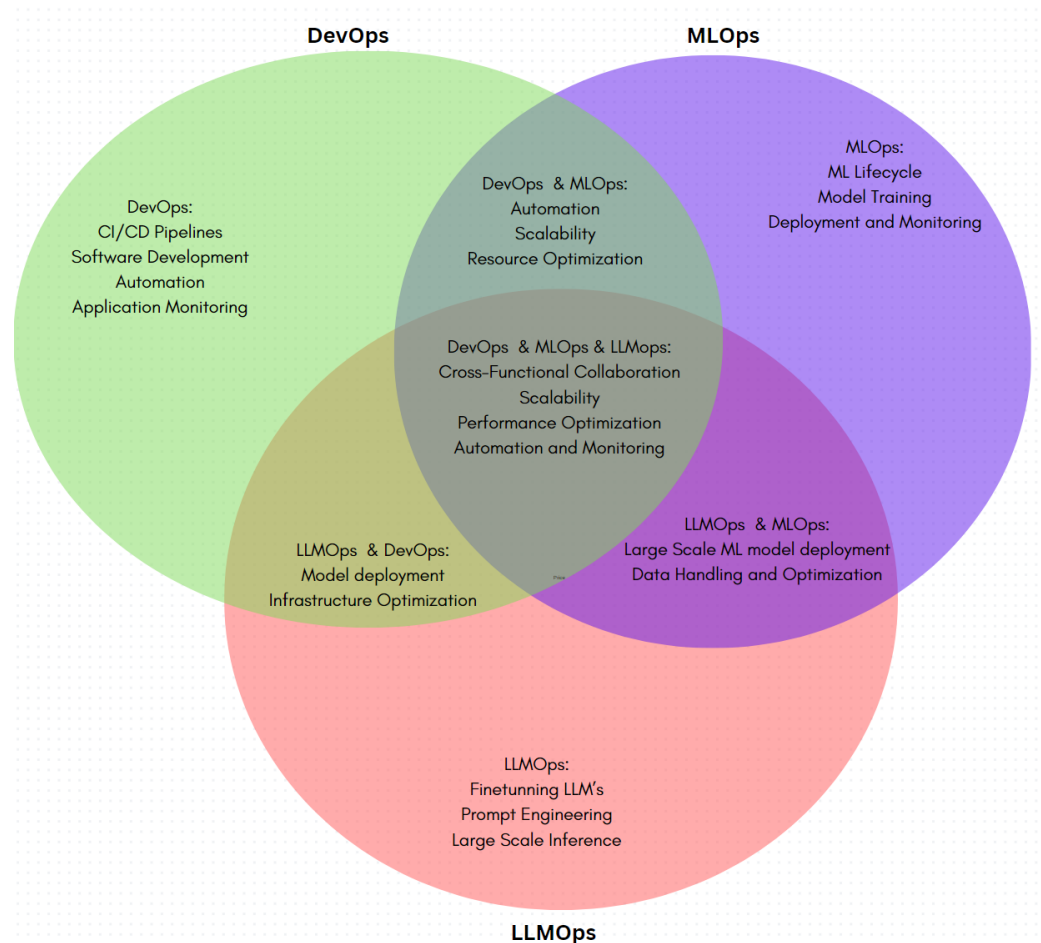 DevOps
MLOps
MLOps:
ML Lifecycle
Model Training
Deployment and Monitoring
DevOps & MLOps:
Automation
Scalability
Resource Optimization
DevOps:
CI/CD Pipelines
Software Development
Automation
Application Monitoring
DevOps & MLOps & LLMops:
Cross-Functional Collaboration
Scalability
Performance Optimization
Automation and Monitoring
LLMOps & MLOps:
Large Scale ML model deployment
Data Handling and Optimization
LLMOps & DevOps:
Model deployment
Infrastructure Optimization
LLMOps:
Finetunning LLM's
Prompt Engineering
Large Scale Inference
LLMOps